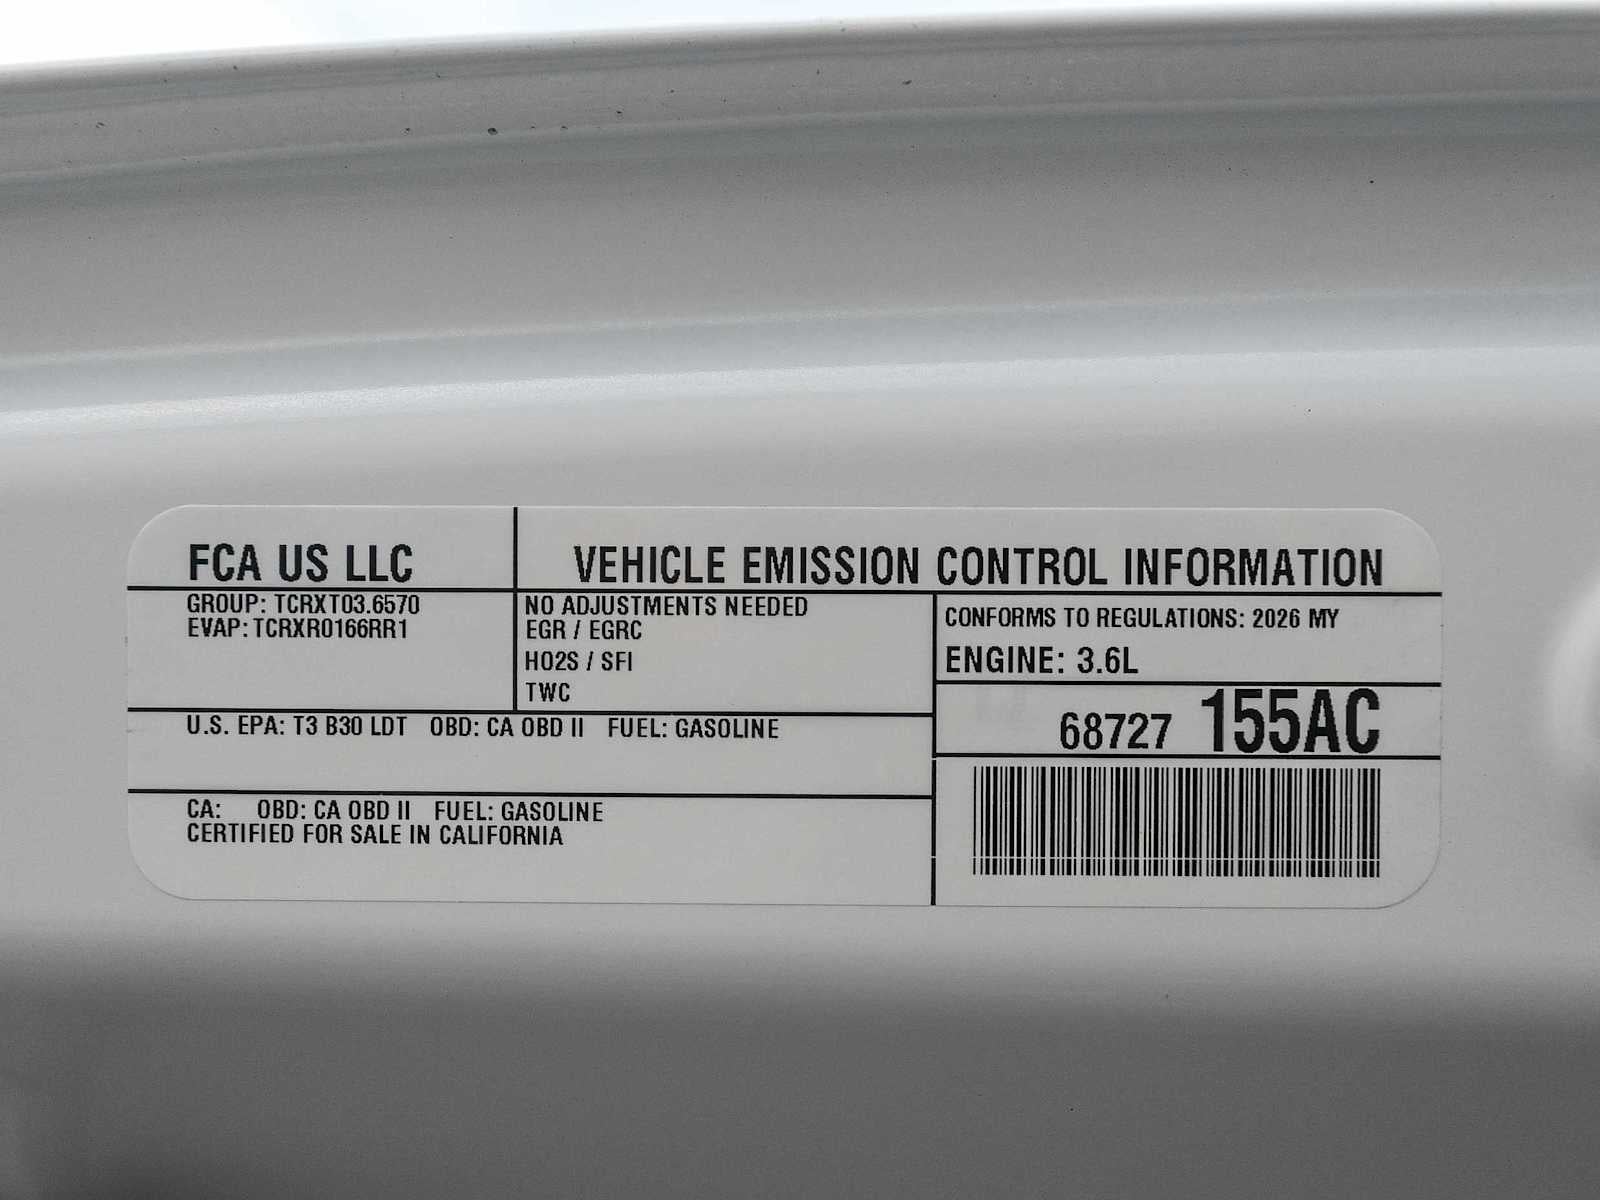 FCA US LLC
VEHICLE EMISSION CONTROL INFORMATION
GROUP: TCRXT03.6570
EVAP: TCRXR0166RR1
NO ADJUSTMENTS NEEDED
EGR / EGRC
HO2S / SFI
TWC
CONFORMS TO REGULATIONS: 2026 MY
ENGINE: 3.6L
68727 155AC
U.S. EPA: T3 B30 LDT OBD: CA OBD II FUEL: GASOLINE
CA: OBD: CA OBD II FUEL: GASOLINE
CERTIFIED FOR SALE IN CALIFORNIA